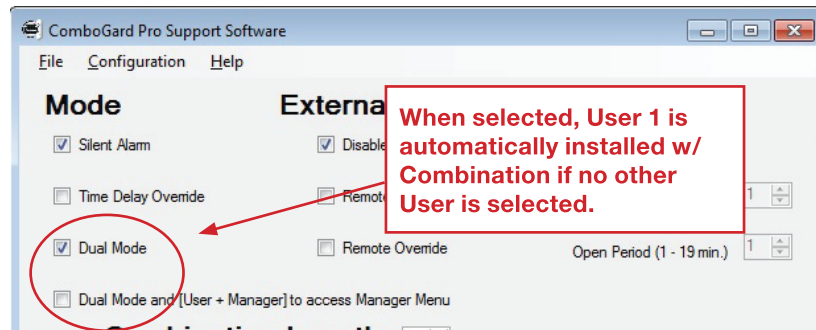 ComboGard Pro Support Software
File Configuration Help
Mode
Silent Alarm
Disable
When selected, User 1 is
automatically installed w/
Combination if no other
User is selected.
Time Delay Override
1
Dual Mode
Remote Override
Open Period (1 - 19 min.)
1
Dual Mode and [User + Manager] to access Manager Menu